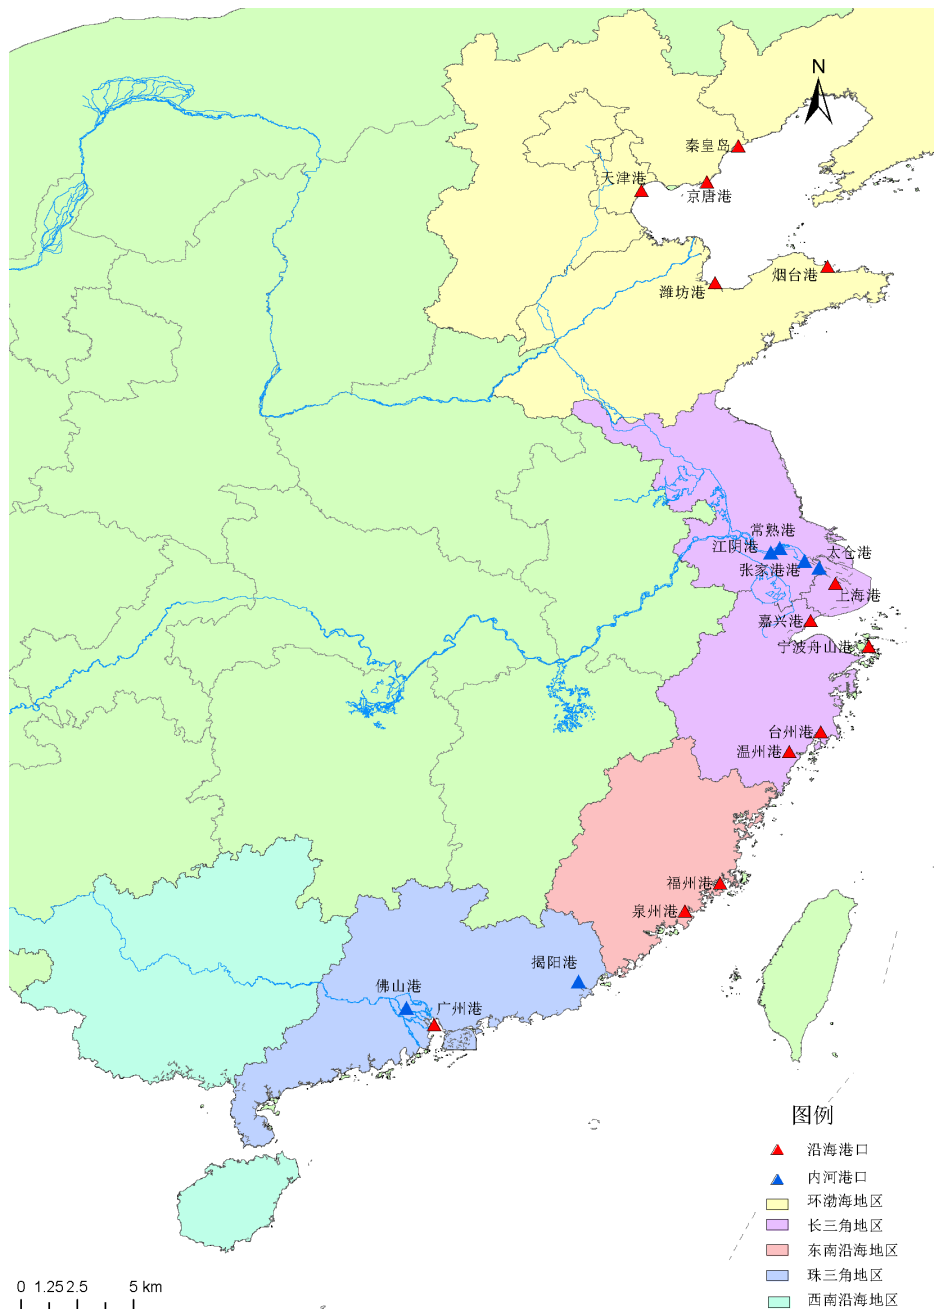 N
秦皇岛
天津港
京唐港
烟台港
潍坊港
常熟港
江阴港
太仓港
张家港港
上海港
嘉兴港
宁波舟山港
台州港
温州港
福州港
泉州港
揭阳港
佛山港
广州港
图例
沿海港口
内河港口
环渤海地区
长三角地区
东南沿海地区
珠三角地区
西南沿海地区
0 1.25 2.5 5 km